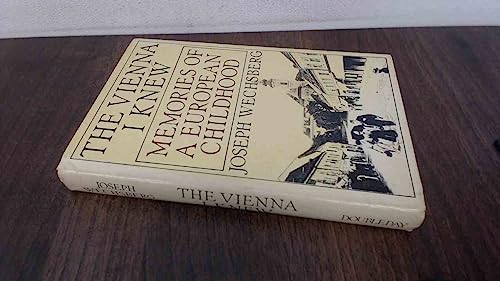 THE VIENNA
I KNEW
MEMORIES OF
A EUROPEAN
CHILDHOOD
JOSEPH WECHSBERG
JOSEPH
WECHSBERG
THE VIENNA
I KNEW
DOUBLEDAY